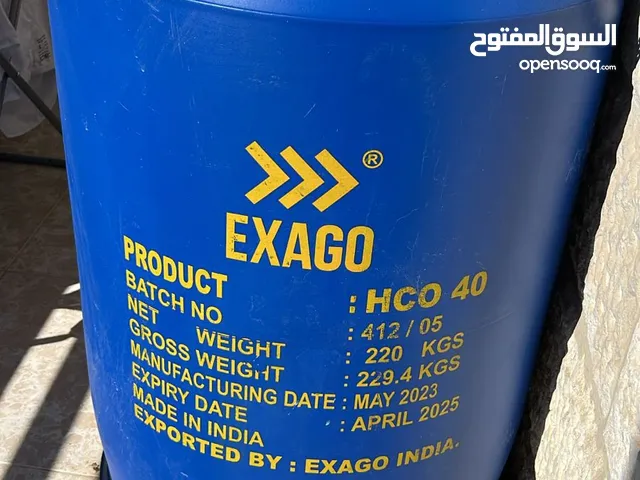 السوق المفتوح
opensooq.com
®
EXAGO
PRODUCT : HCO 40
BATCH NO : 412 / 05
NET WEIGHT : 220 KGS
GROSS WEIGHT : 229.4 KGS
MANUFACTURING DATE : MAY 2023
EXPIRY DATE : APRIL 2025
MADE IN INDIA
EXPORTED BY : EXAGO INDIA.